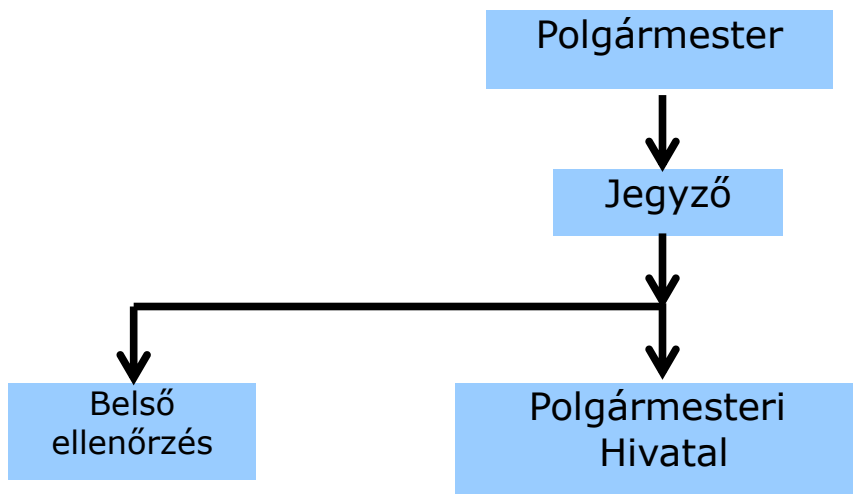 Polgármester
Jegyző
Belső
ellenőrzés
Polgármesteri
Hivatal